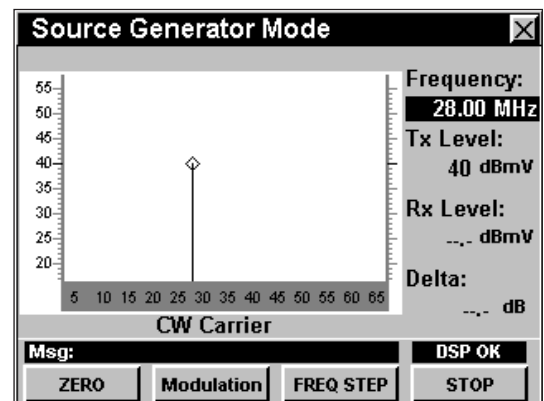 Source Generator Mode
Frequency:
28.00 MHz
Tx Level:
40 dBmV
Rx Level:
--.- dBmV
Delta:
--.- dB
55
50
45
40
35
30
25
20
5 10 15 20 25 30 35 40 45 50 55 60 65
CW Carrier
Msg:
DSP OK
ZERO
Modulation
FREQ STEP
STOP